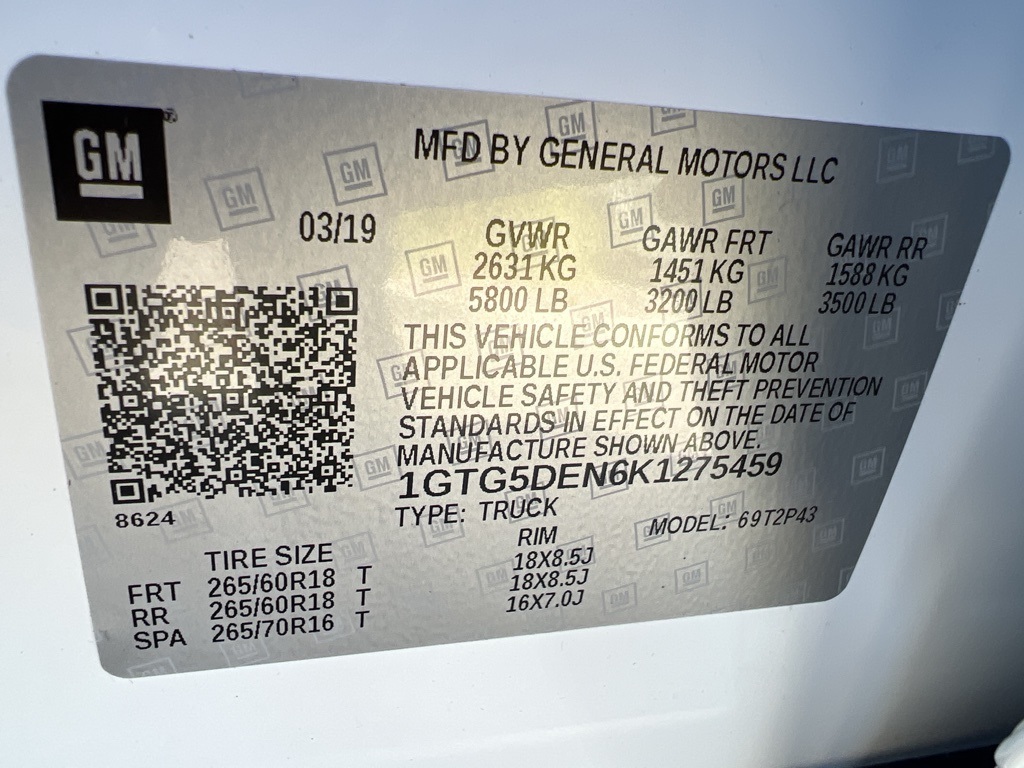 GM
MFD BY GENERAL MOTORS LLC
03/19
GVWR GAWR FRT GAWR RR
2631 KG 1451 KG 1588 KG
5800 LB 3200 LB 3500 LB
THIS VEHICLE CONFORMS TO ALL
APPLICABLE U.S. FEDERAL MOTOR
VEHICLE SAFETY AND THEFT PREVENTION
STANDARDS IN EFFECT ON THE DATE OF
MANUFACTURE SHOWN ABOVE.
1GTG5DEN6K1275459
TYPE: TRUCK MODEL: 69T2P43
8624
TIRE SIZE RIM
FRT 265/60R18 T 18X8.5J
RR 265/60R18 T 18X8.5J
SPA 265/70R16 T 16X7.0J